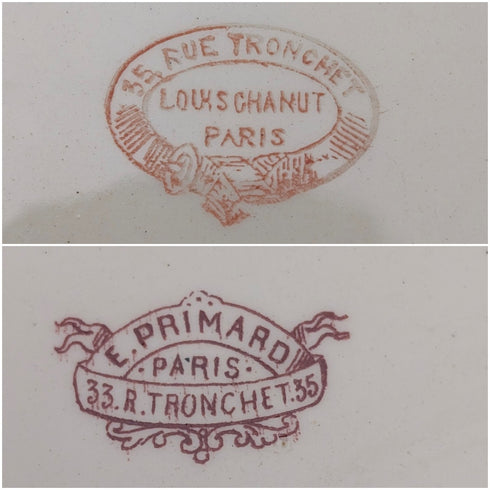 35, RUE TRONCHET
LOUIS CHANUT
PARIS
E. PRIMARD
· PARIS ·
33. R. TRONCHET. 35